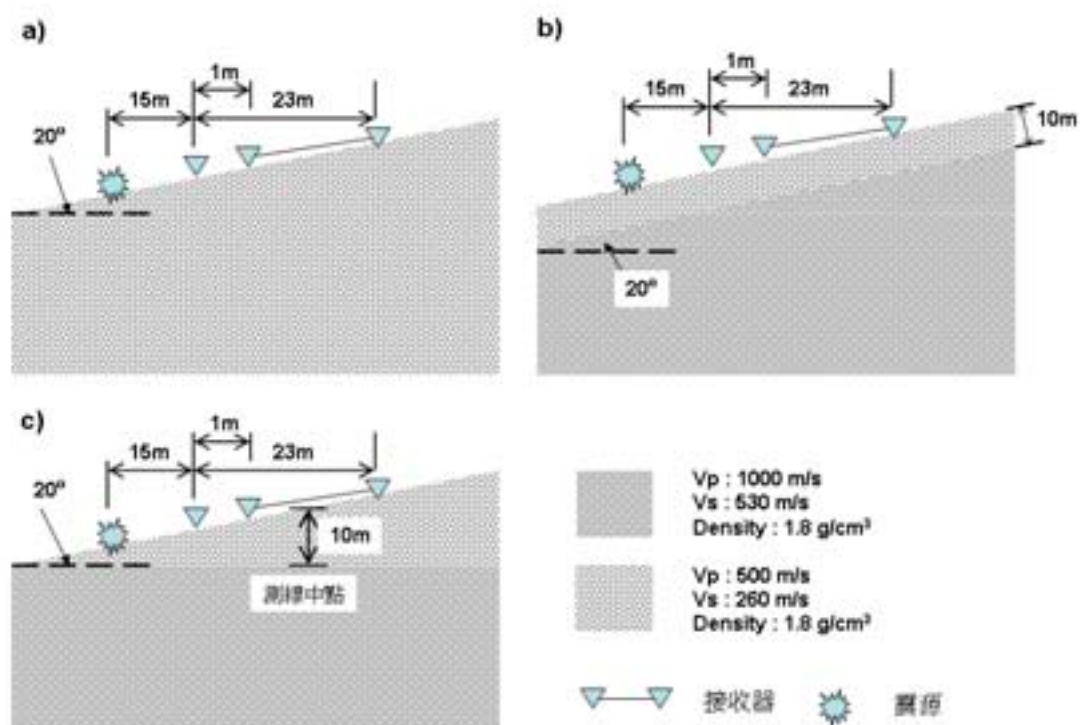 a)
1m
15m
23m
20°
b)
1m
15m
23m
10m
20°
c)
1m
15m
23m
20°
10m
測線中點
Vp : 1000 m/s
Vs : 530 m/s
Density : 1.8 g/cm³
Vp : 500 m/s
Vs : 260 m/s
Density : 1.8 g/cm³
接收器
震源